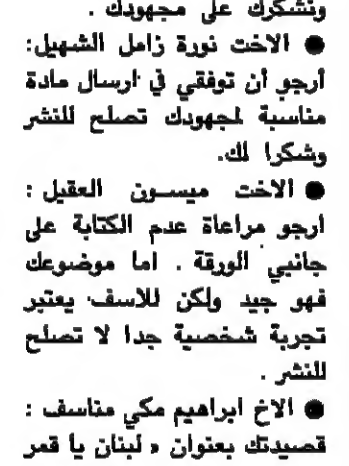 ونشكرك على مجهودك .
● الاخت نورة زامل الشهيل:
أرجو أن توفقي في ارسال مادة
مناسبة لمجهودك تصلح للنشر
وشكرا لك.
● الاخت ميسون العقيل :
ارجو مراعاة عدم الكتابة على
جانبي الورقة . اما موضوعك
فهو جيد ولكن للاسف يعتبر
تجربة شخصية جدا لا تصلح
للنشر .
● الاخ ابراهيم مكي مناسف :
قصيدتك بعنوان « لبنان يا قمر